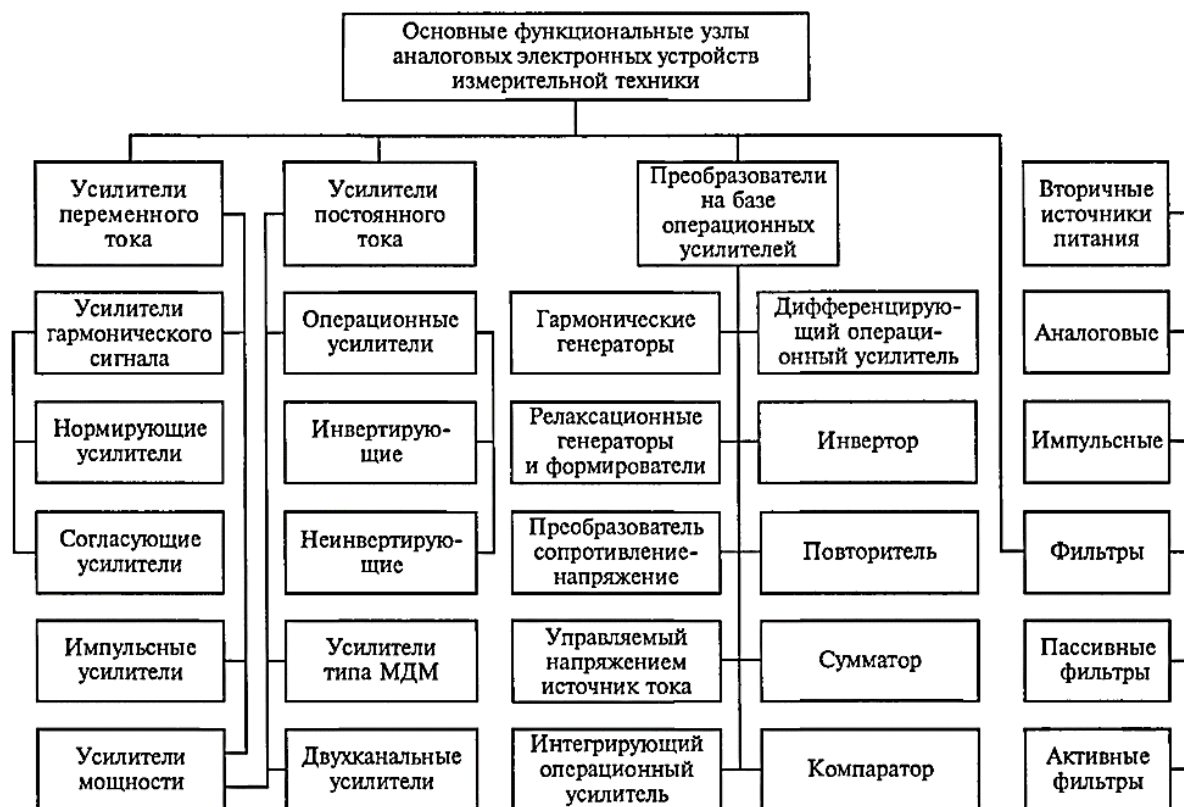 Основные функциональные узлы
аналоговых электронных устройств
измерительной техники
Усилители
переменного
тока
Усилители
постоянного
тока
Преобразователи
на базе
операционных
усилителей
Вторичные
источники
питания
Усилители
гармонического
сигнала
Операционные
усилители
Гармонические
генераторы
Дифференцирую-
щий операци-
онный усилитель
Аналоговые
Нормирующие
усилители
Инвертирую-
щие
Релаксационные
генераторы
и формирователи
Инвертор
Импульсные
Согласующие
усилители
Неинвертирую-
щие
Преобразователь
сопротивление-
напряжение
Повторитель
Фильтры
Импульсные
усилители
Усилители
типа МДМ
Управляемый
напряжением
источник тока
Сумматор
Пассивные
фильтры
Усилители
мощности
Двухканальные
усилители
Интегрирующий
операционный
усилитель
Компаратор
Активные
фильтры